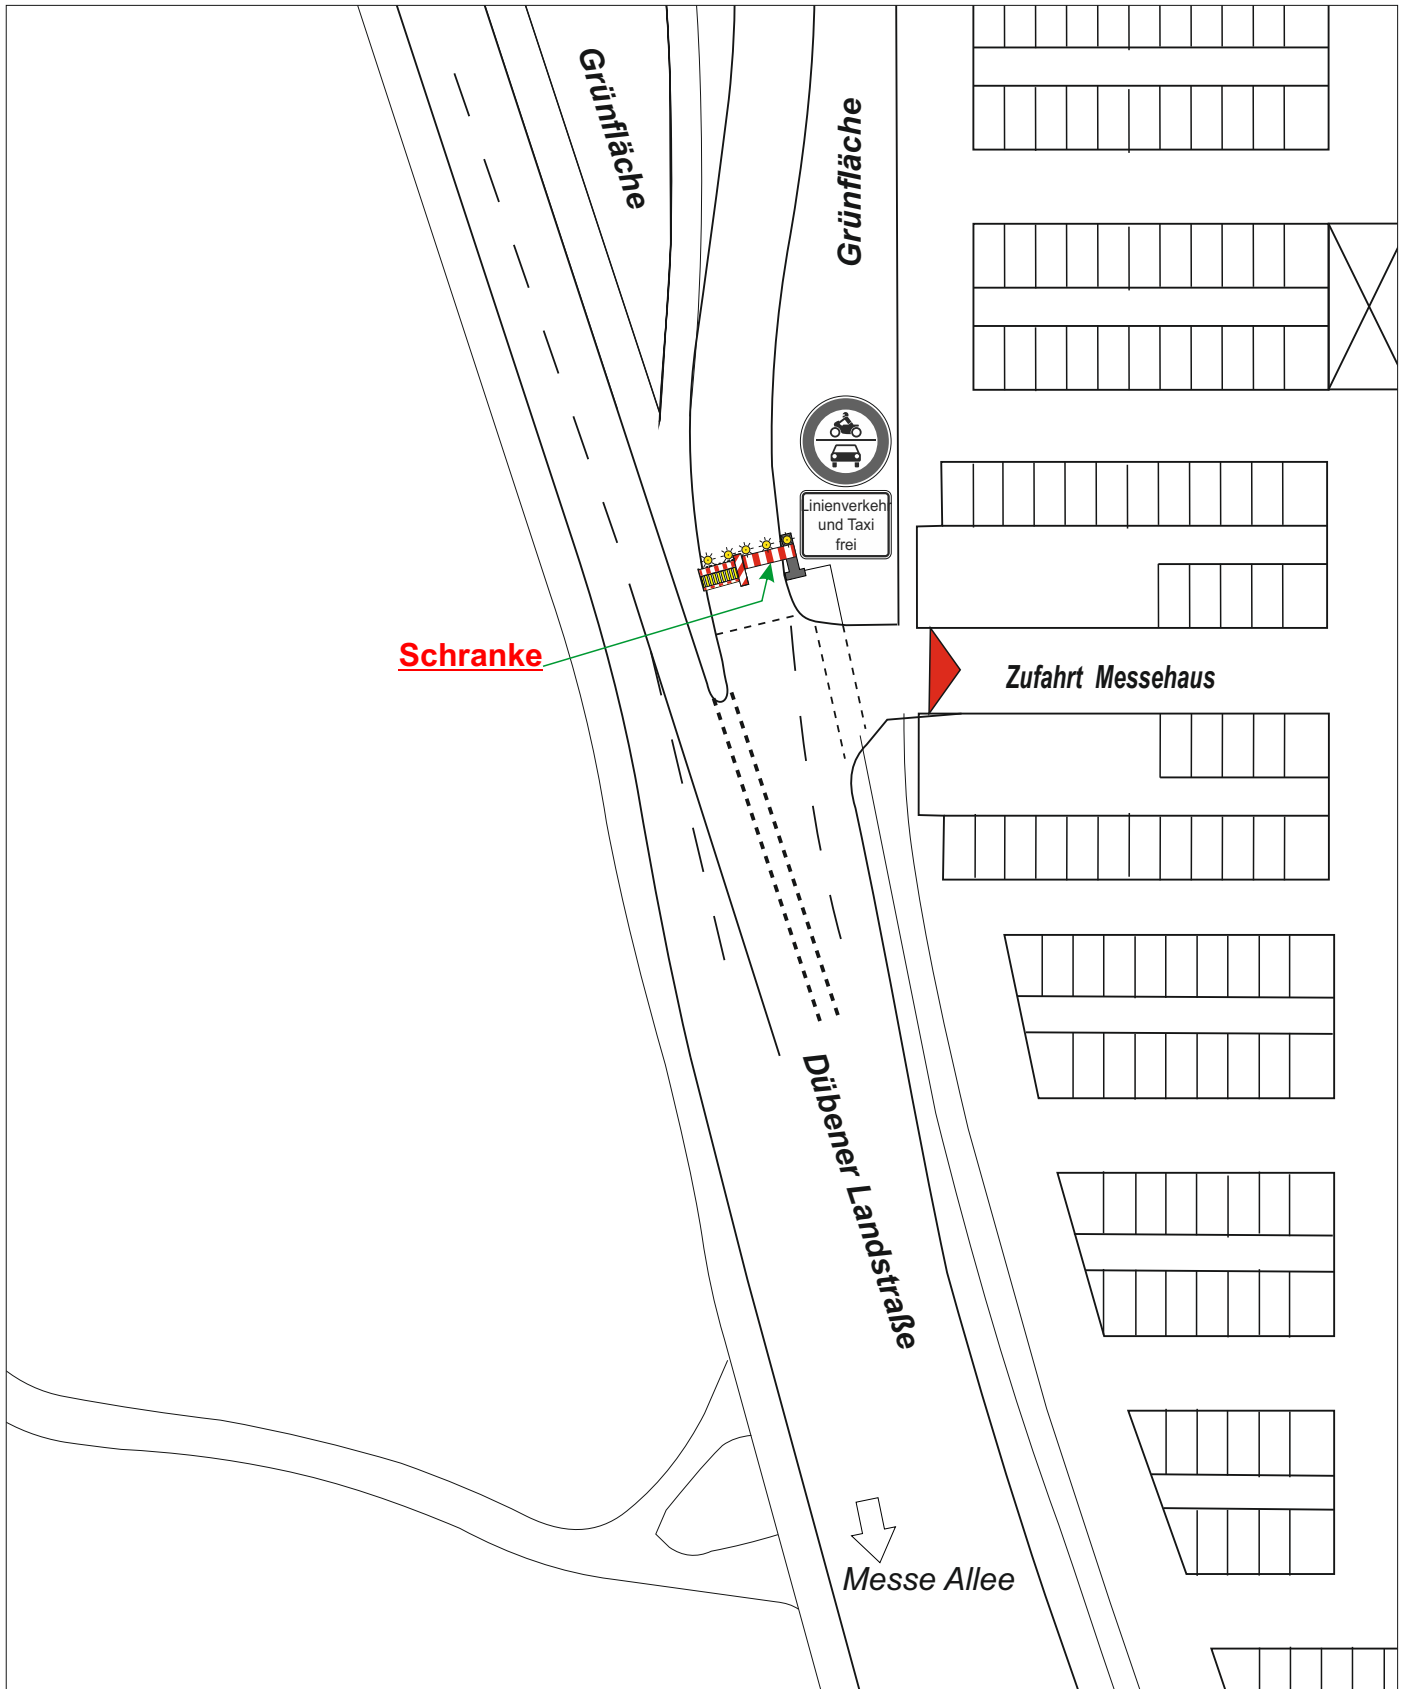 Grünfläche
Grünfläche
Linienverkehr
und Taxi
frei
Schranke
Zufahrt Messehaus
Dübener Landstraße
Messe Allee